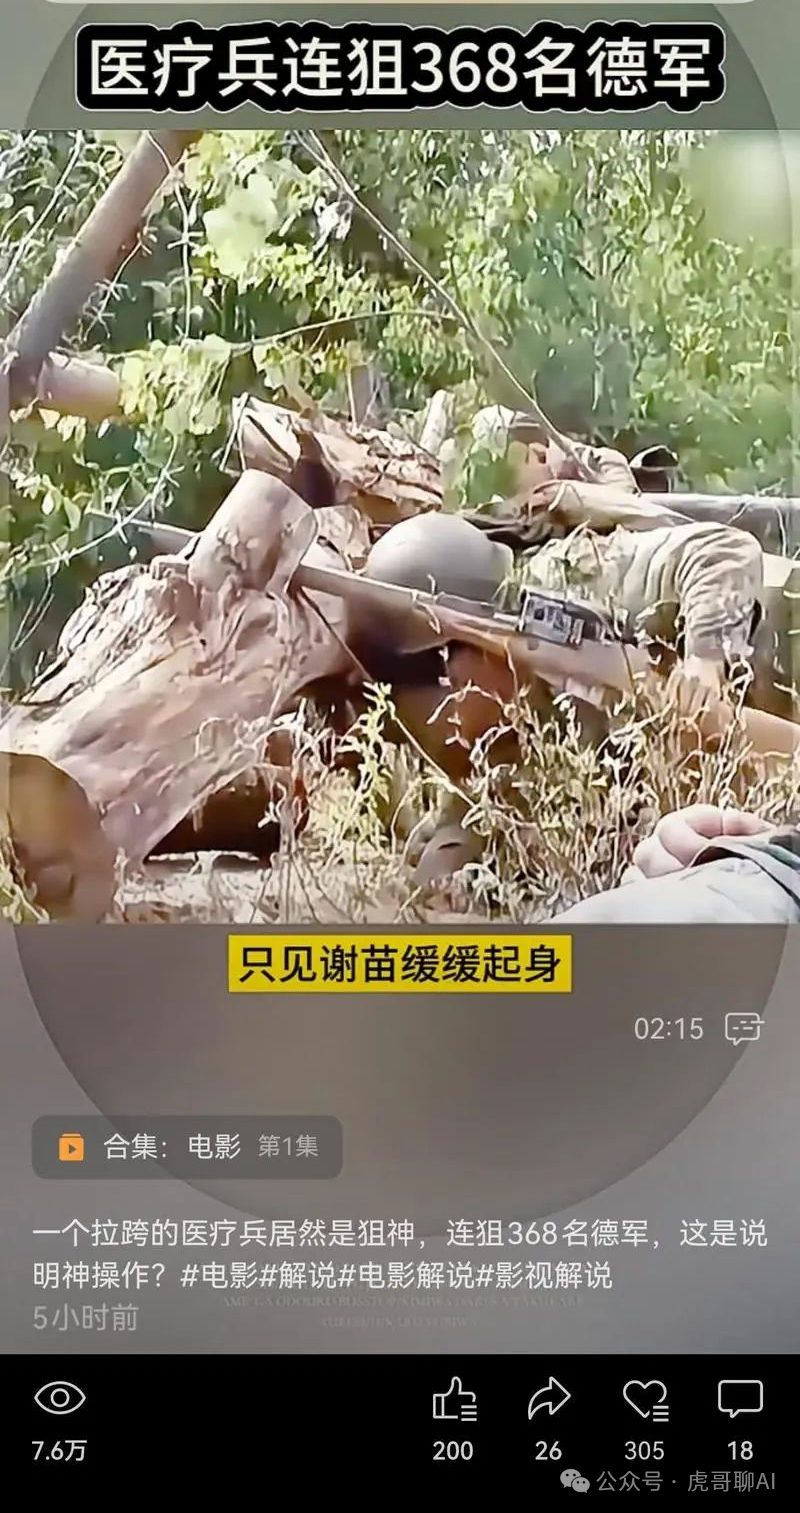 医疗兵连狙368名德军
只见谢苗缓缓起身
02:15
合集：电影 第1集
一个拉跨的医疗兵居然是狙神，连狙368名德军，这是说
明神操作？#电影#解说#电影解说#影视解说
5小时前
7.6万 200 26 305 18
公众号·虎哥聊AI